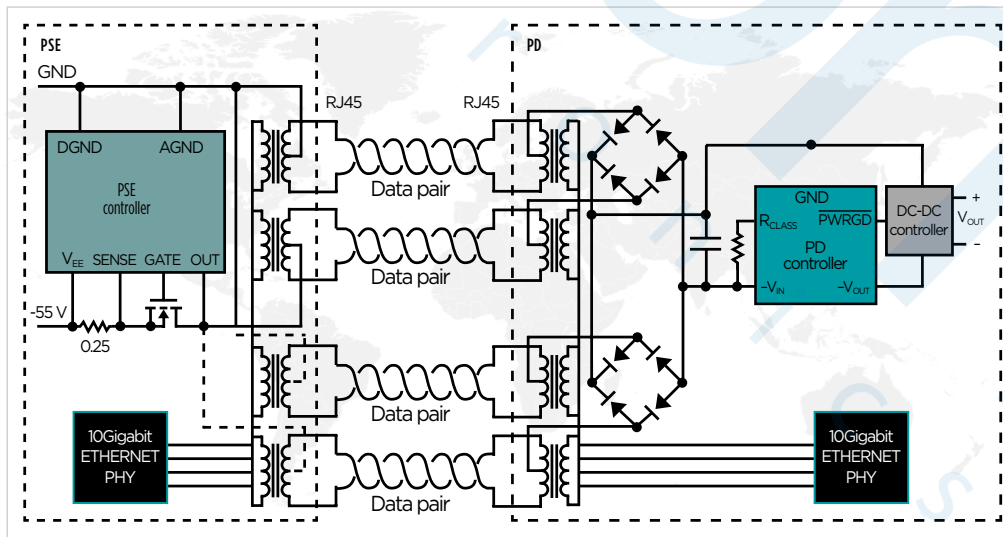 PSE
PD
GND
RJ45
RJ45
DGND
AGND
PSE
controller
VEE
SENSE
GATE
OUT
-55 V
0.25
Data pair
Data pair
Data pair
Data pair
GND
RCLASS
PWRGD
PD
controller
–VIN
–VOUT
DC-DC
controller
+
VOUT
–
10Gigabit
ETHERNET
PHY
10Gigabit
ETHERNET
PHY